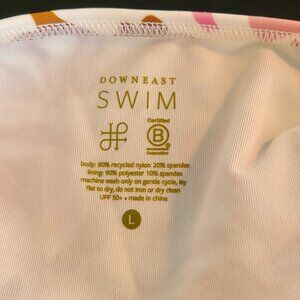 DOWNEAST
SWIM
Certified
B
Corporation
body: 80% recycled nylon 20% spandex
lining: 90% polyester 10% spandex
machine wash only on gentle cycle, lay
flat to dry, do not iron or dry clean
UPF 50+ • made in china
L